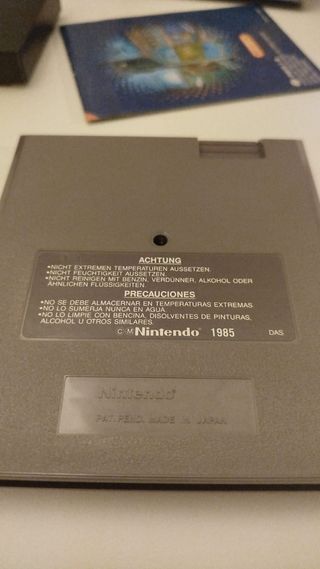 ACHTUNG
•NICHT EXTREMEN TEMPERATUREN AUSSETZEN.
•NICHT FEUCHTIGKEIT AUSSETZEN.
•NICHT REINIGEN MIT BENZIN, VERDÜNNER, ALKOHOL ODER
ÄHNLICHEN FLÜSSIGKEITEN.
PRECAUCIONES
•NO SE DEBE ALMACERNAR EN TEMPERATURAS EXTREMAS.
•NO LO SUMERJA NUNCA EN AGUA.
•NO LO LIMPIE CON BENCINA, DISOLVENTES DE PINTURAS,
ALCOHOL U OTROS SIMILARES.
C·M Nintendo 1985 DAS
Nintendo
PAT. PEND. MADE IN JAPAN